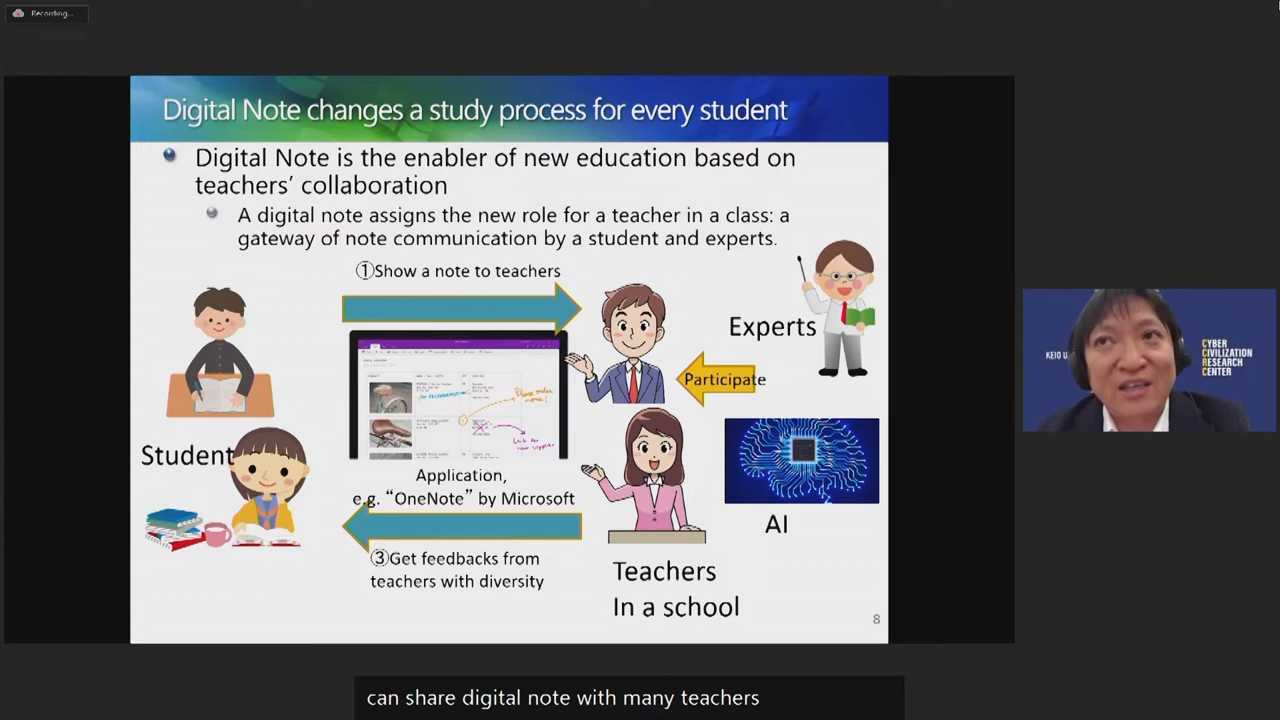 Recording...
Digital Note changes a study process for every student
Digital Note is the enabler of new education based on
teachers' collaboration
A digital note assigns the new role for a teacher in a class: a
gateway of note communication by a student and experts.
①Show a note to teachers
Experts
Participate
Student
Application,
e.g. “OneNote” by Microsoft
AI
③Get feedbacks from
teachers with diversity
Teachers
In a school
8
KEIO U
CYBER
CIVILIZATION
RESEARCH
CENTER
can share digital note with many teachers